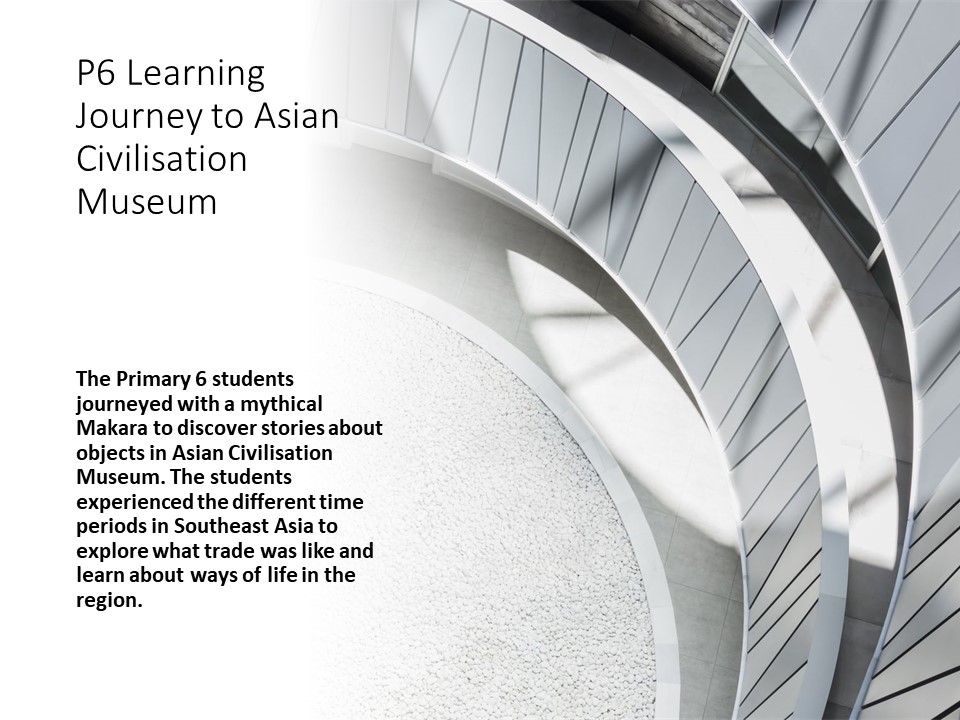 P6 Learning
Journey to Asian
Civilisation
Museum
The Primary 6 students
journeyed with a mythical
Makara to discover stories about
objects in Asian Civilisation
Museum. The students
experienced the different time
periods in Southeast Asia to
explore what trade was like and
learn about ways of life in the
region.